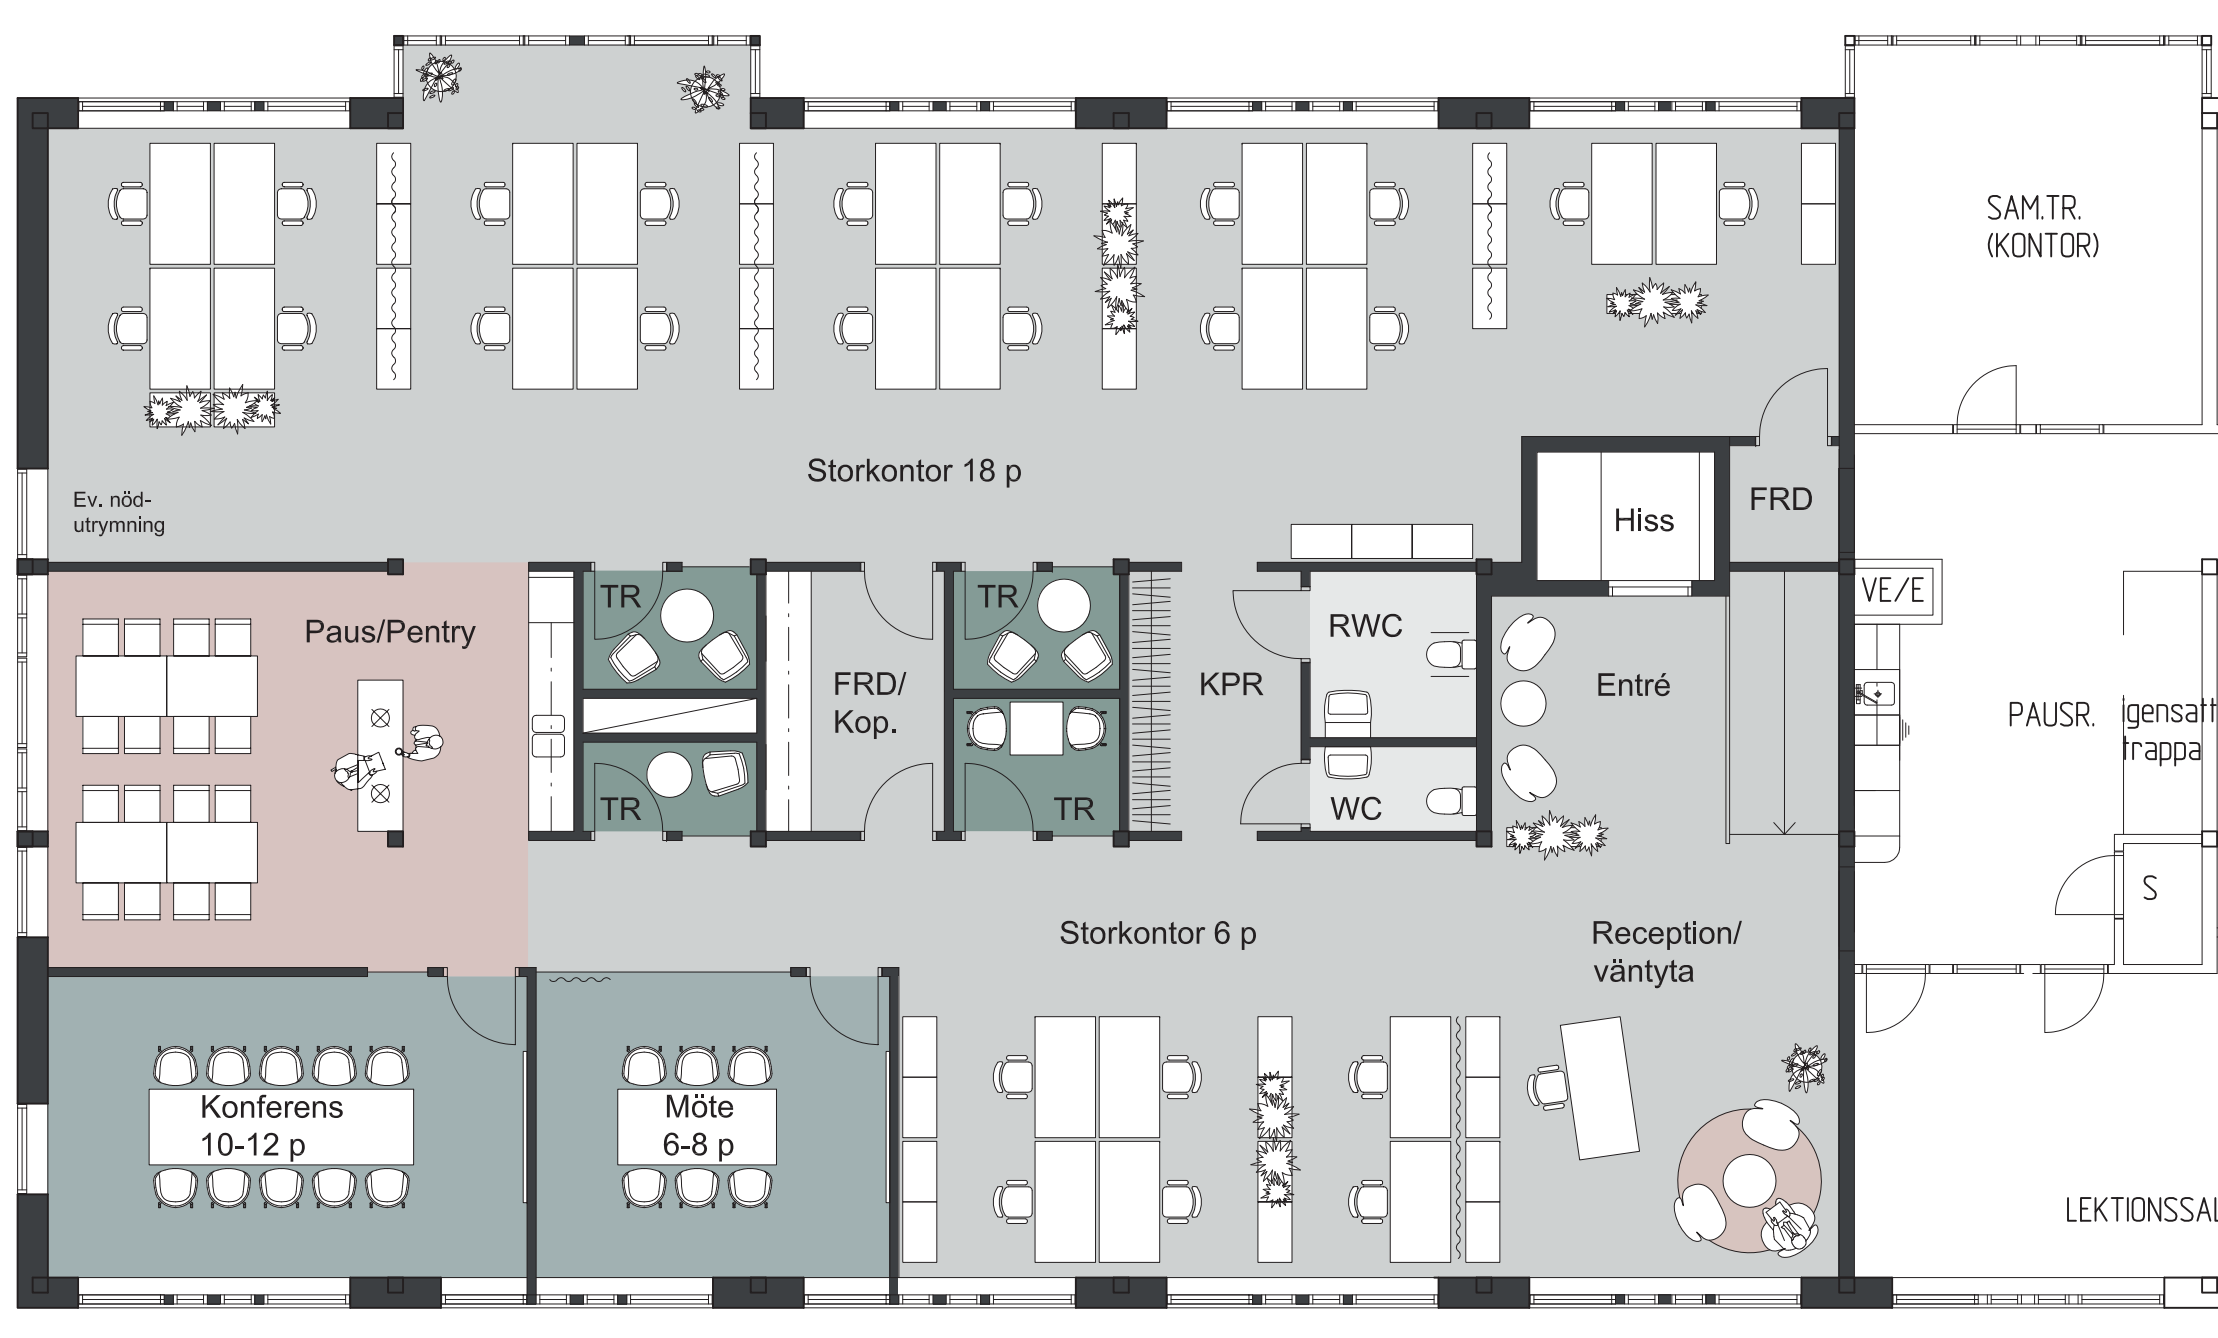 SAM.TR.
(KONTOR)
Storkontor 18 p
Ev. nöd-
utrymning
Hiss
FRD
VE/E
TR
TR
Paus/Pentry
RWC
FRD/
Kop.
KPR
Entré
PAUSR.
igensatt
trappa
TR
TR
WC
S
Storkontor 6 p
Reception/
väntyta
Konferens
10-12 p
Möte
6-8 p
LEKTIONSSAL